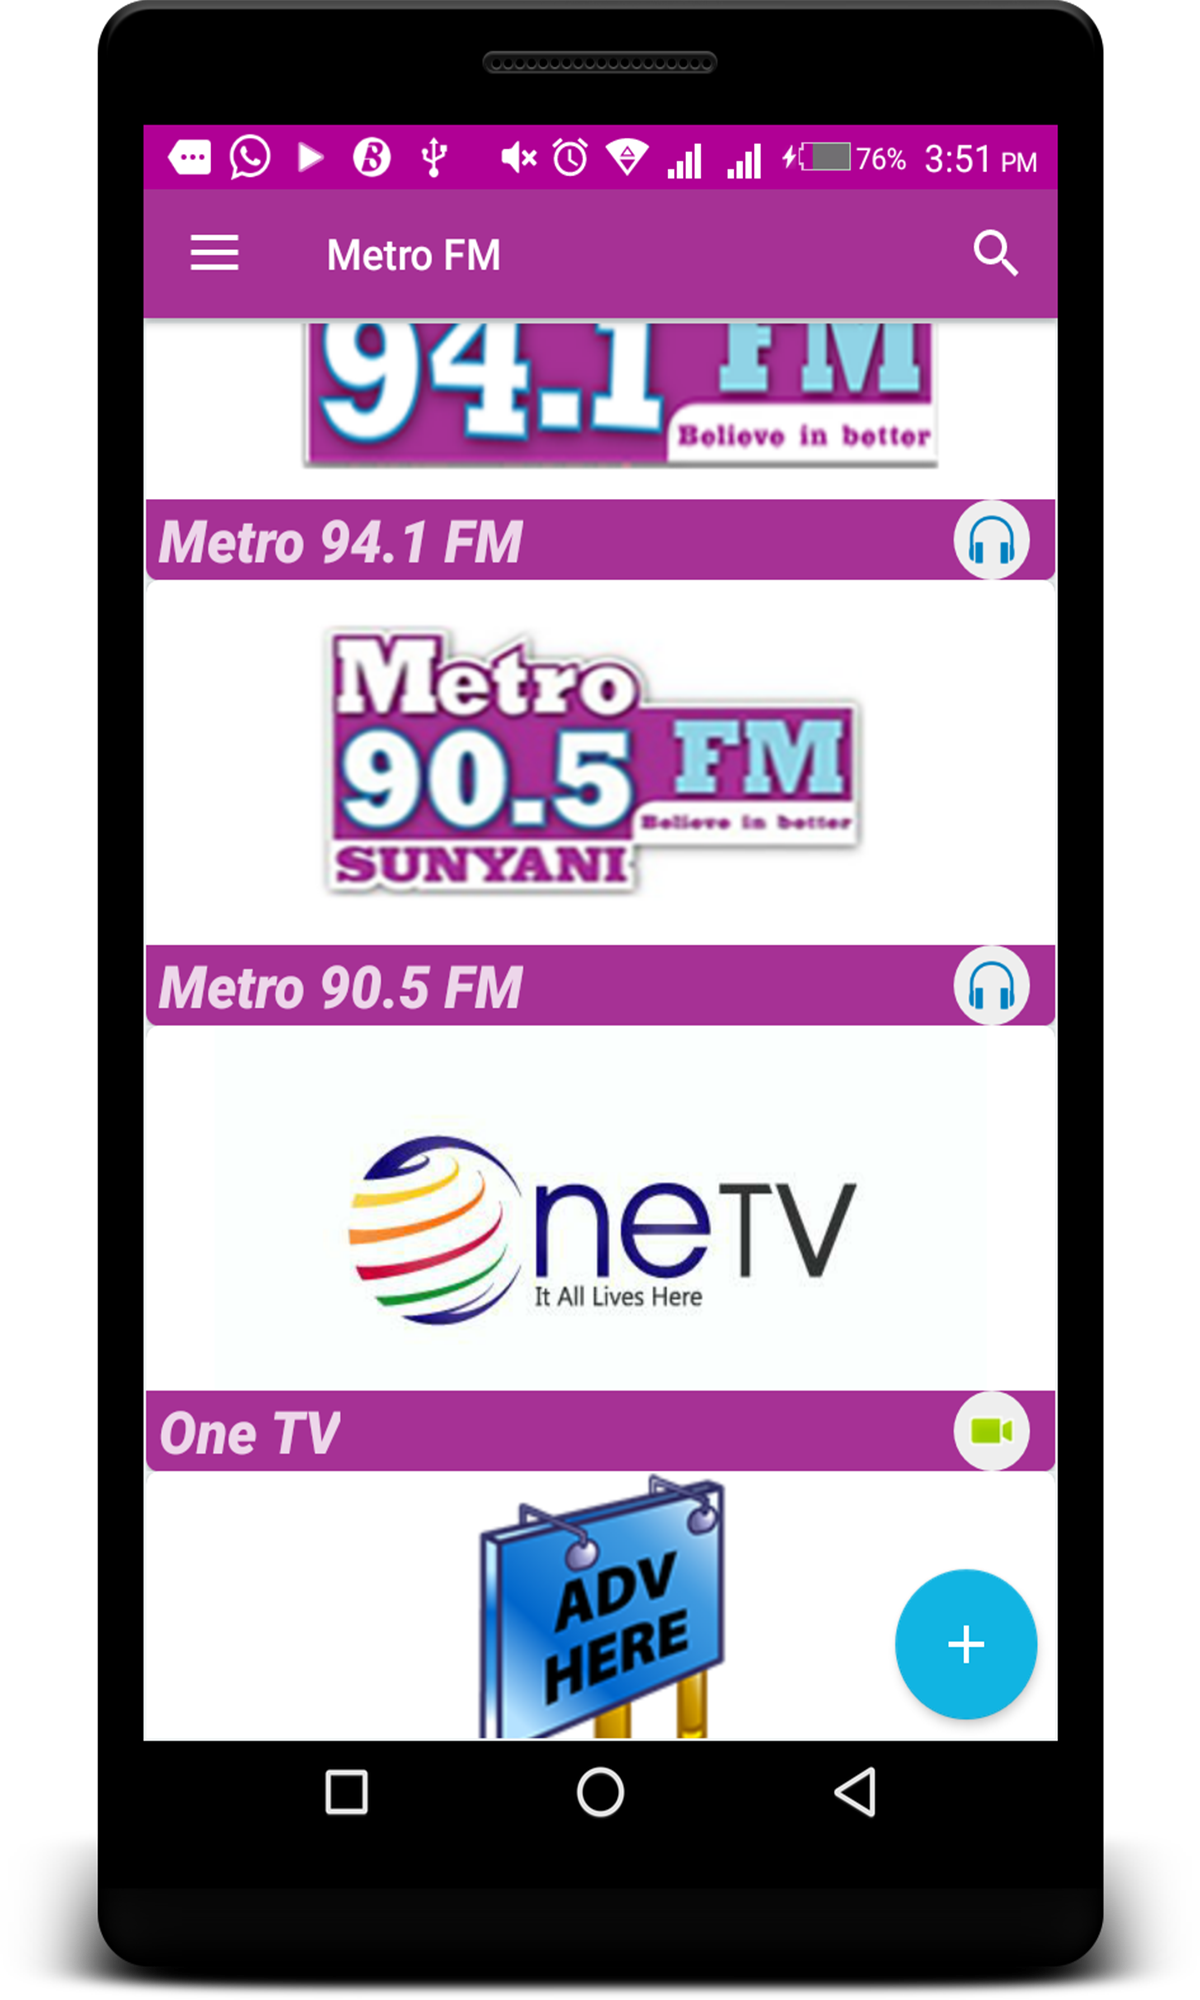 76% 3:51 PM
Metro FM
94.1 FM
Believe in better
Metro 94.1 FM
Metro
90.5 FM
Believe in better
SUNYANI
Metro 90.5 FM
OneTV
It All Lives Here
One TV
ADV
HERE